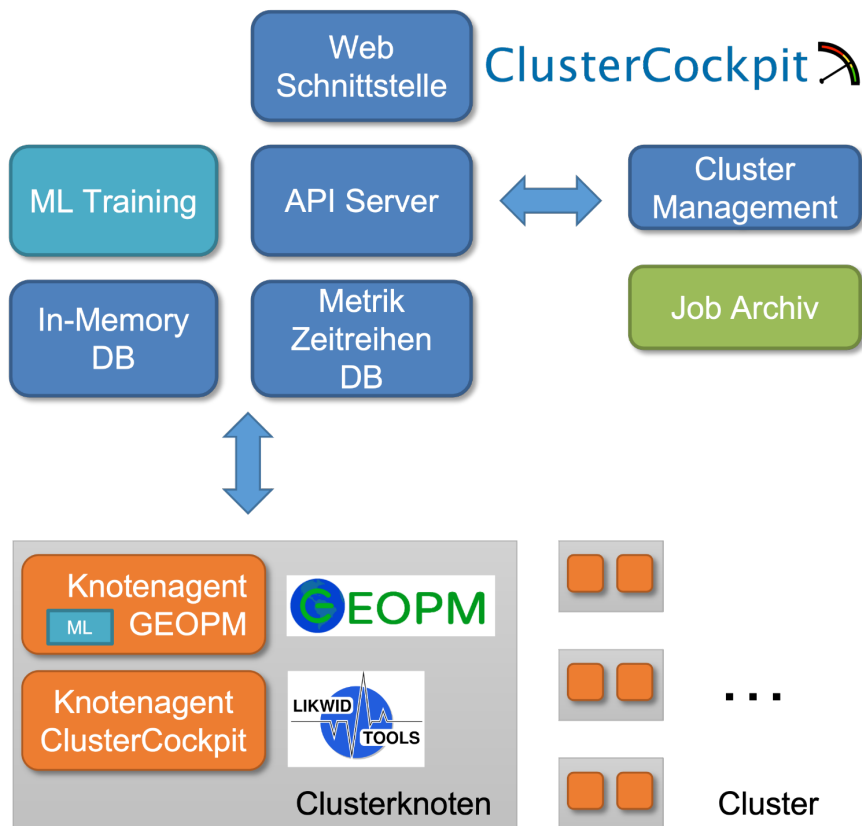 Web
Schnittstelle
ClusterCockpit
ML Training
API Server
Cluster
Management
In-Memory
DB
Metrik
Zeitreihen
DB
Job Archiv
Knotenagent
ML GEOPM
GEOPM
Knotenagent
ClusterCockpit
LIKWID
TOOLS
Clusterknoten
...
Cluster